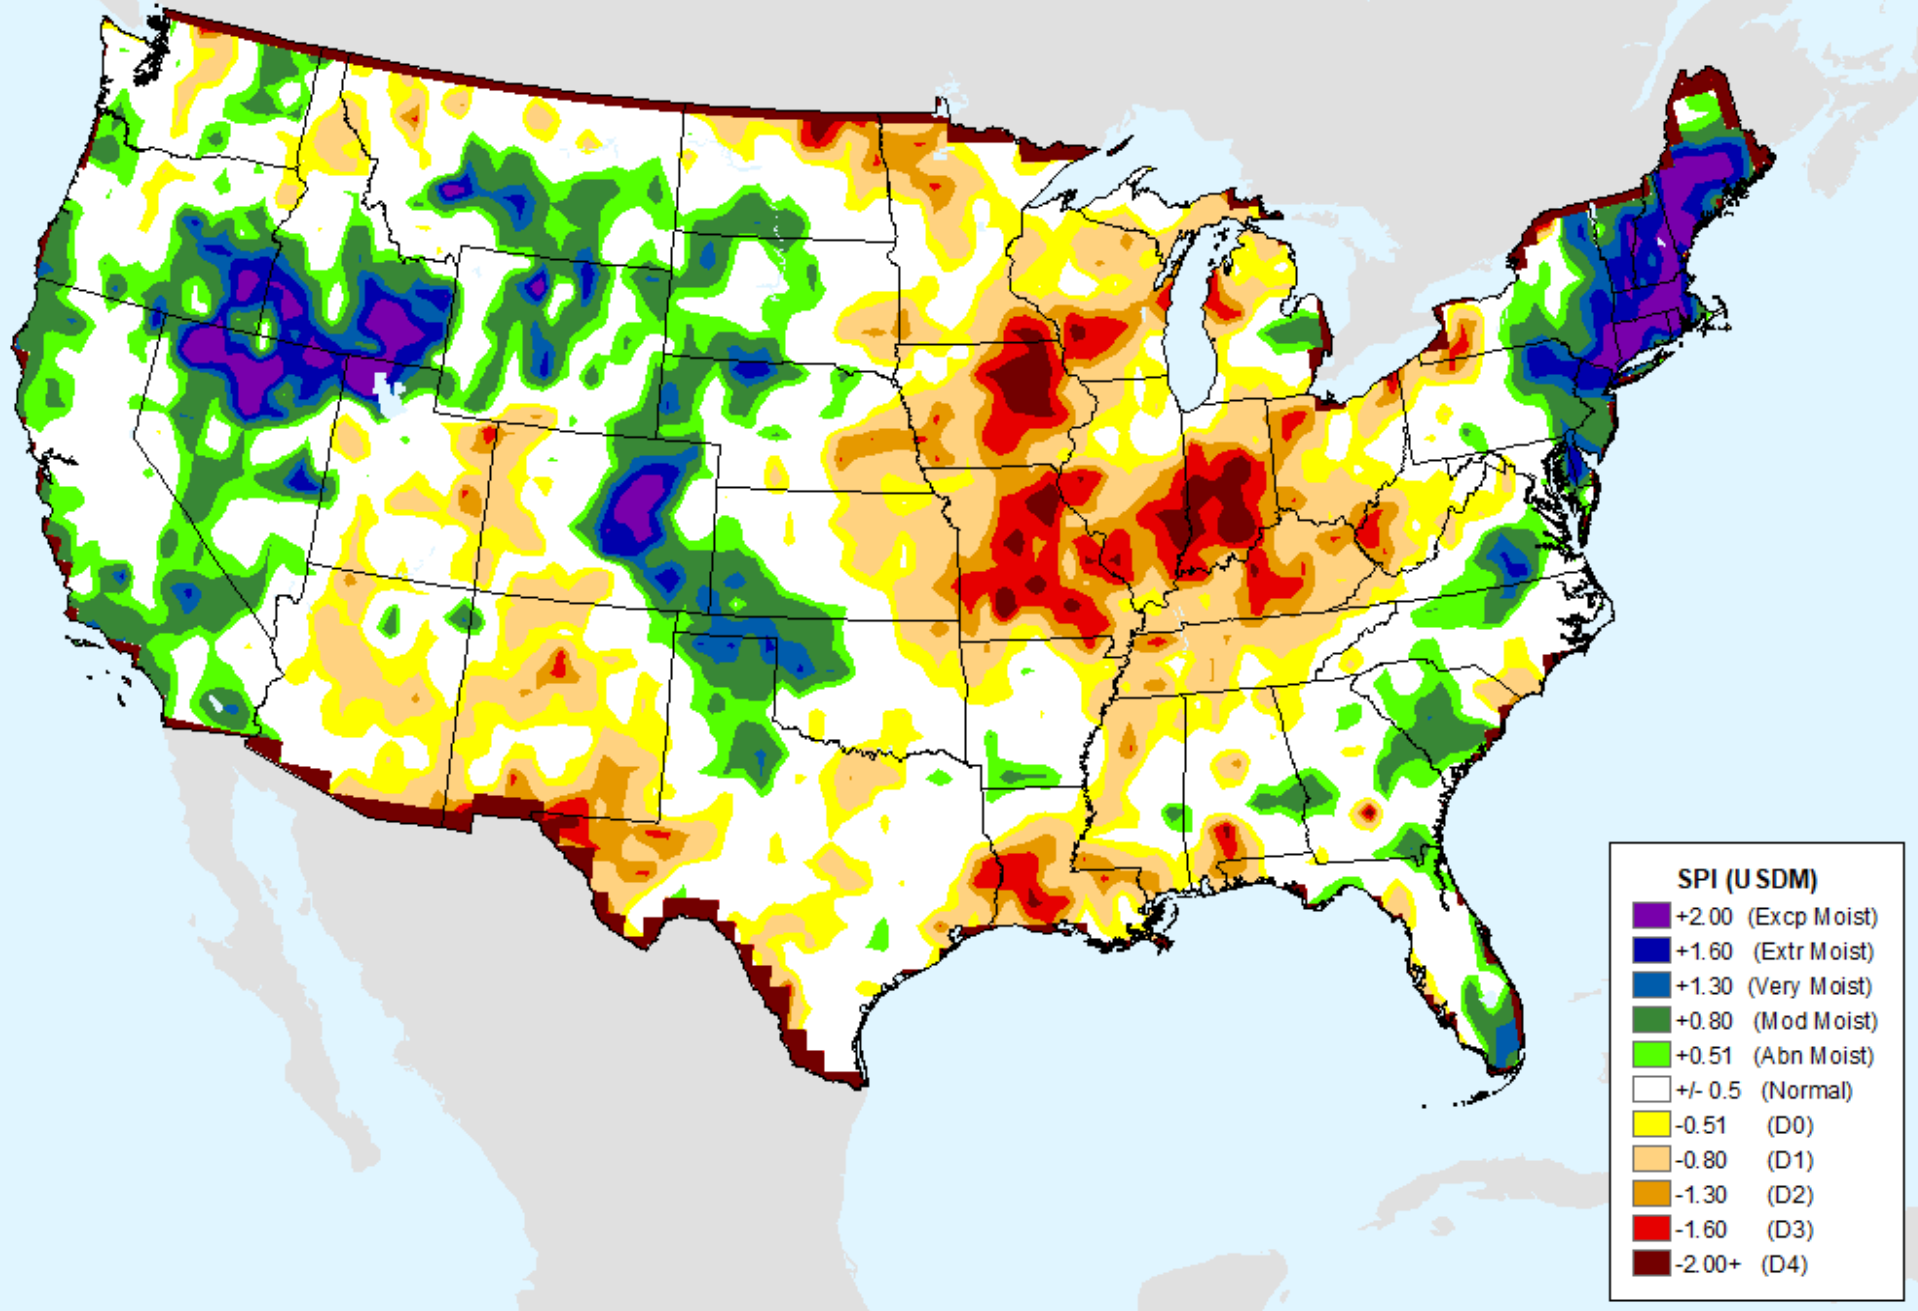 SPI (USDM)
+2.00 (Excp Moist)
+1.60 (Extr Moist)
+1.30 (Very Moist)
+0.80 (Mod Moist)
+0.51 (Abn Moist)
+/- 0.5 (Normal)
-0.51 (D0)
-0.80 (D1)
-1.30 (D2)
-1.60 (D3)
-2.00+ (D4)